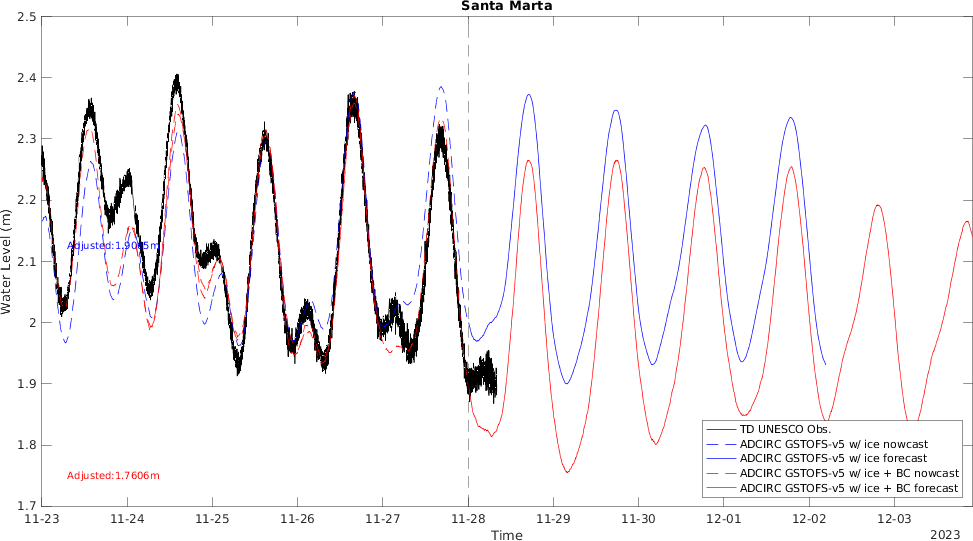 Santa Marta
2.5
2.4
2.3
2.2
2.1
2
1.9
1.8
1.7
Water Level (m)
Adjusted:1.9045m
Adjusted:1.7606m
TD UNESCO Obs.
ADCIRC GSTOFS-v5 w/ ice nowcast
ADCIRC GSTOFS-v5 w/ ice forecast
ADCIRC GSTOFS-v5 w/ ice + BC nowcast
ADCIRC GSTOFS-v5 w/ ice + BC forecast
11-23 11-24 11-25 11-26 11-27 11-28 11-29 11-30 12-01 12-02 12-03
Time
2023